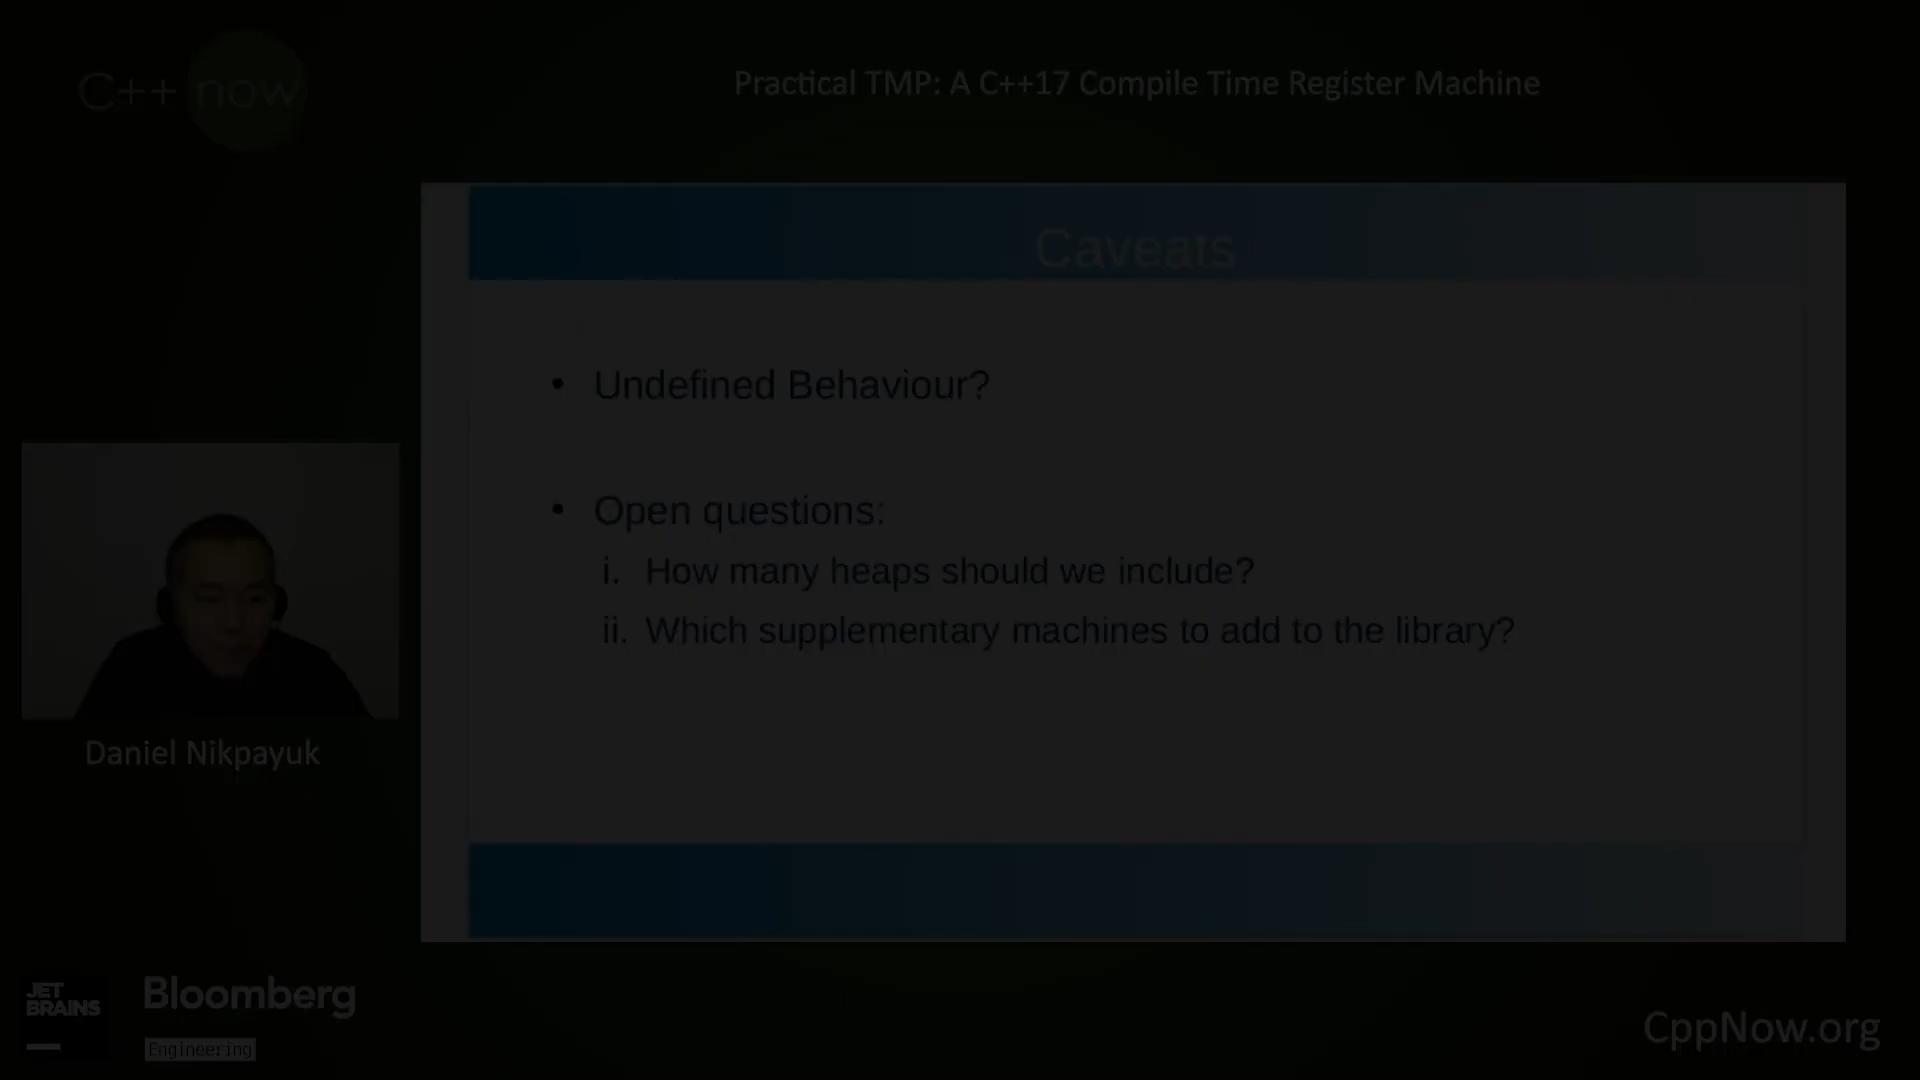 C++ now
Practical TMP: A C++17 Compile Time Register Machine
Caveats
• Undefined Behaviour?
• Open questions:
i. How many heaps should we include?
ii. Which supplementary machines to add to the library?
Daniel Nikpayuk
JET
BRAINS
Bloomberg
Engineering
CppNow.org